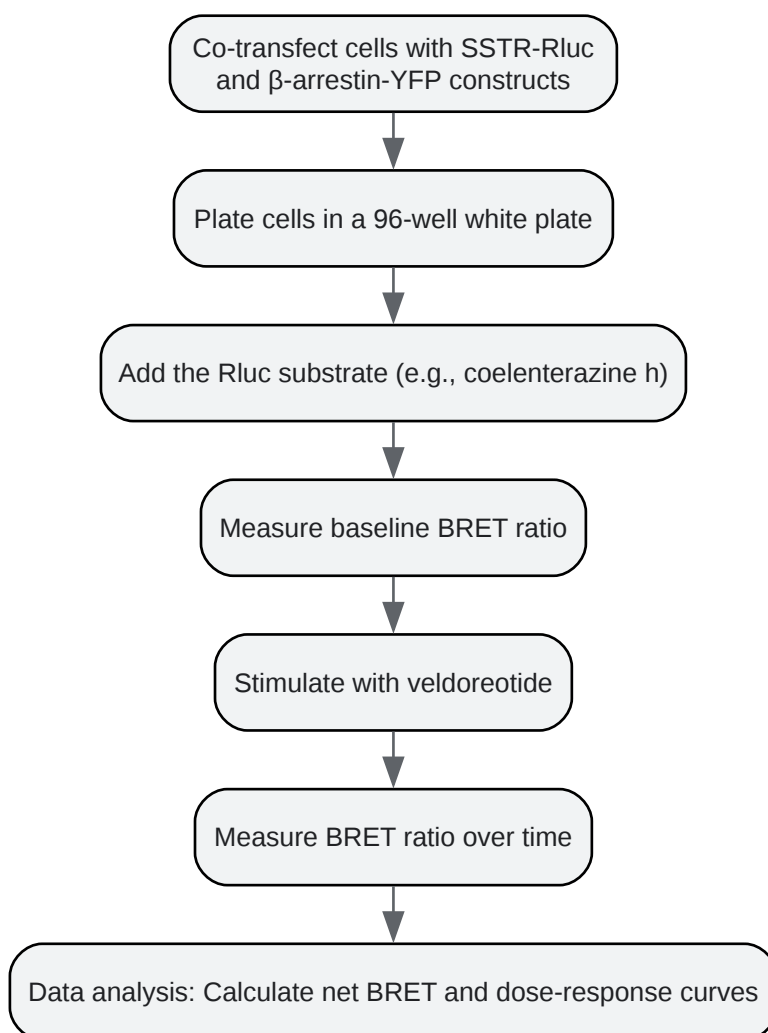 Co-transfect cells with SSTR-Rluc
and β-arrestin-YFP constructs
Plate cells in a 96-well white plate
Add the Rluc substrate (e.g., coelenterazine h)
Measure baseline BRET ratio
Stimulate with veldoreotide
Measure BRET ratio over time
Data analysis: Calculate net BRET and dose-response curves